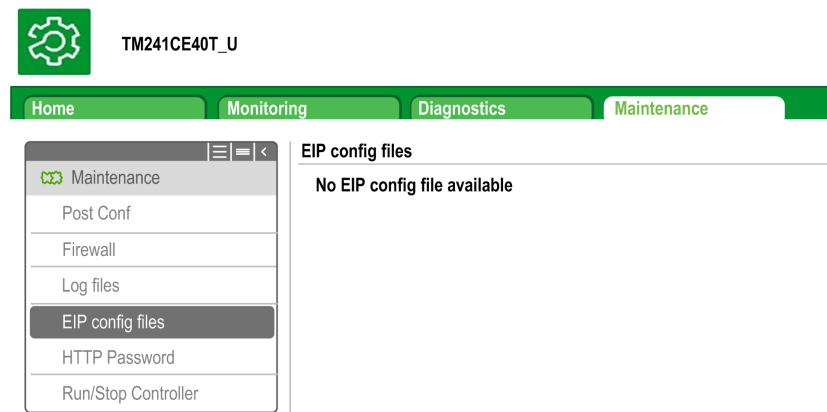 TM241CE40T_U
Home Monitoring Diagnostics Maintenance
Maintenance
Post Conf
Firewall
Log files
EIP config files
HTTP Password
Run/Stop Controller
EIP config files
No EIP config file available